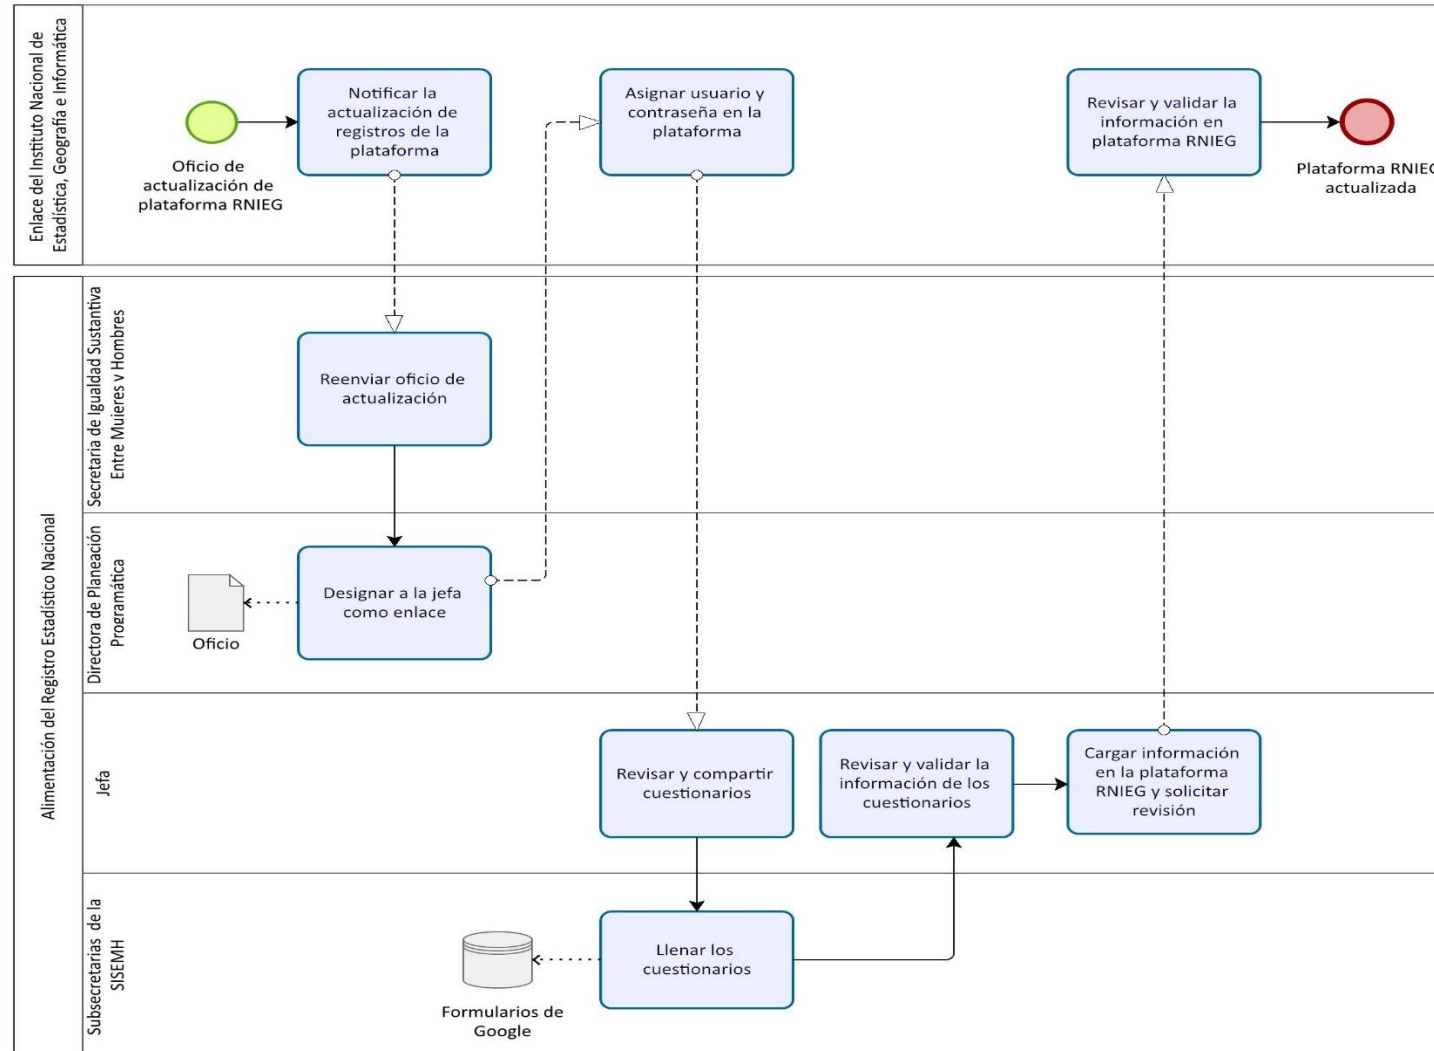 Enlace del Instituto Nacional de
Estadística, Geografía e Informática
Oficio de
actualización de
plataforma RNIEG
Notificar la
actualización de
registros de la
plataforma
Asignar usuario y
contraseña en la
plataforma
Revisar y validar la
información en
plataforma RNIEG
Plataforma RNIEG
actualizada
Alimentación del Registro Estadístico Nacional
Secretaria de Igualdad Sustantiva
Entre Mujeres y Hombres
Reenviar oficio de
actualización
Directora de Planeación
Programática
Oficio
Designar a la jefa
como enlace
Jefa
Revisar y compartir
cuestionarios
Revisar y validar la
información de los
cuestionarios
Cargar información
en la plataforma
RNIEG y solicitar
revisión
Subsecretarias de la
SISEMH
Formularios de
Google
Llenar los
cuestionarios